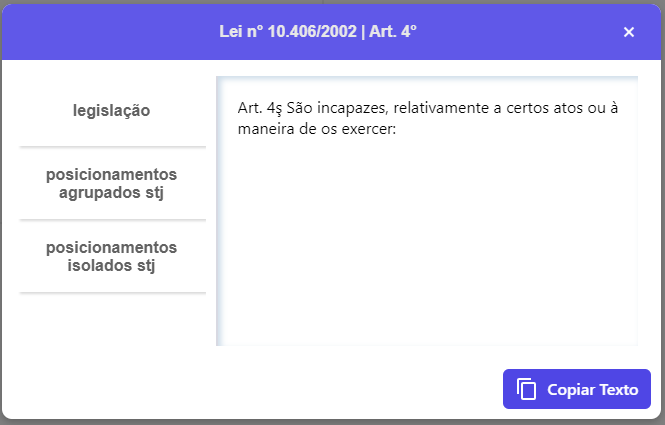 Lei nº 10.406/2002 | Art. 4º
legislação
posicionamentos
agrupados stj
posicionamentos
isolados stj
Art. 4ş São incapazes, relativamente a certos atos ou à
maneira de os exercer:
Copiar Texto